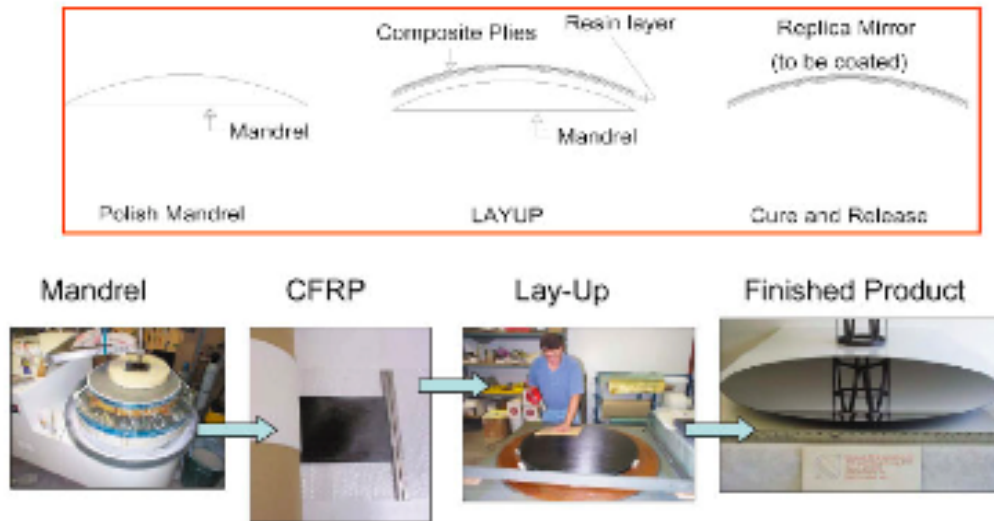 Composite Plies
Resin layer
Replica Mirror
(to be coated)
Mandrel
Mandrel
Polish Mandrel
LAYUP
Cure and Release
Mandrel
CFRP
Lay-Up
Finished Product